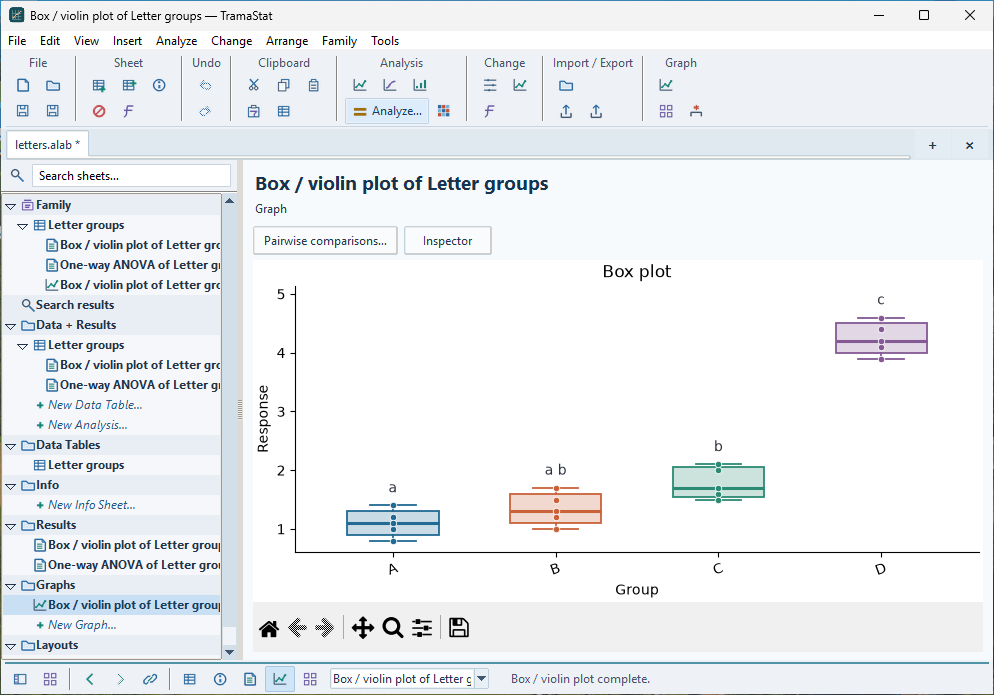 Box / violin plot of Letter groups — TramaStat
File Edit View Insert Analyze Change Arrange Family Tools
File Sheet Undo Clipboard Analysis Change Import / Export Graph
Analyze...
letters.alab *
Search sheets...
Family
Letter groups
Box / violin plot of Letter gro
One-way ANOVA of Letter g
Box / violin plot of Letter gro
Search results
Data + Results
Letter groups
Box / violin plot of Letter gro
One-way ANOVA of Letter g
New Data Table...
New Analysis...
Data Tables
Letter groups
Info
New Info Sheet...
Results
Box / violin plot of Letter grou
One-way ANOVA of Letter grou
Graphs
Box / violin plot of Letter grou
New Graph...
Layouts
Box / violin plot of Letter groups
Graph
Pairwise comparisons... Inspector
Box plot
5
4
3
2
1
Response
a
a b
b
c
A B C D
Group
Box / violin plot of Letter g
Box / violin plot complete.